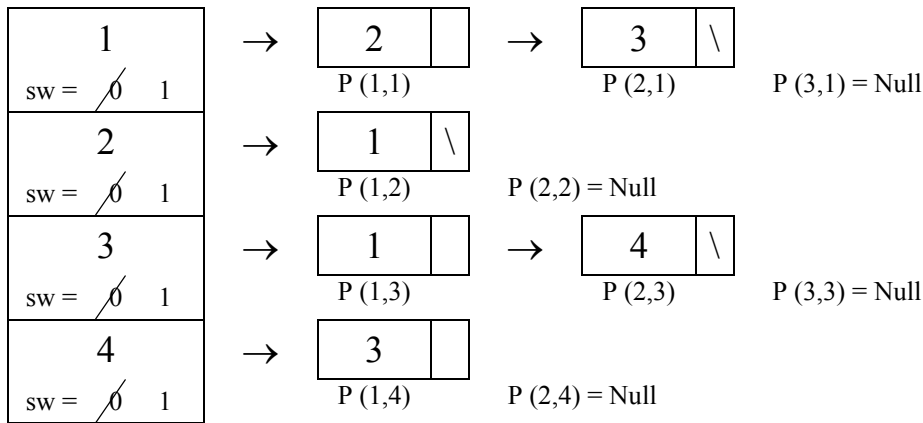 1 → 2 → 3 \
sw = 0 1 P (1,1) P (2,1) P (3,1) = Null
2 → 1 \
sw = 0 1 P (1,2) P (2,2) = Null
3 → 1 → 4 \
sw = 0 1 P (1,3) P (2,3) P (3,3) = Null
4 → 3
sw = 0 1 P (1,4) P (2,4) = Null